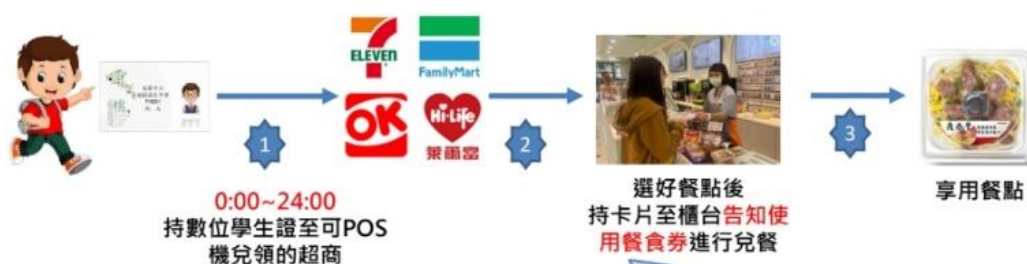 ELEVEN
FamilyMart
OK
Hi-Life
萊爾富
1
2
3
0:00~24:00
持數位學生證至可POS
機兌領的超商
選好餐點後
持卡片至櫃台告知使
用餐食券進行兌餐
享用餐點